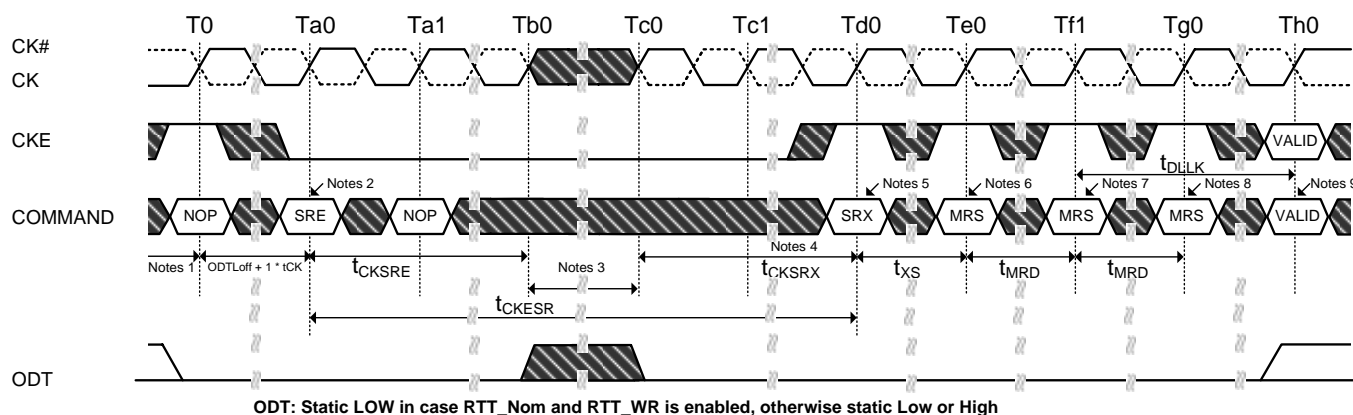 T0 Ta0 Ta1 Tb0 Tc0 Tc1 Td0 Te0 Tf1 Tg0 Th0
CK#
CK
CKE
VALID
tDLLK
Notes 2 Notes 5 Notes 6 Notes 7 Notes 8 Notes 9
COMMAND
NOP SRE NOP SRX MRS MRS MRS VALID
Notes 1 ODTLoff + 1 * tCK tCKSRE Notes 3 Notes 4 tCKSRX tXS tMRD tMRD
tCKESR
ODT
ODT: Static LOW in case RTT_Nom and RTT_WR is enabled, otherwise static Low or High